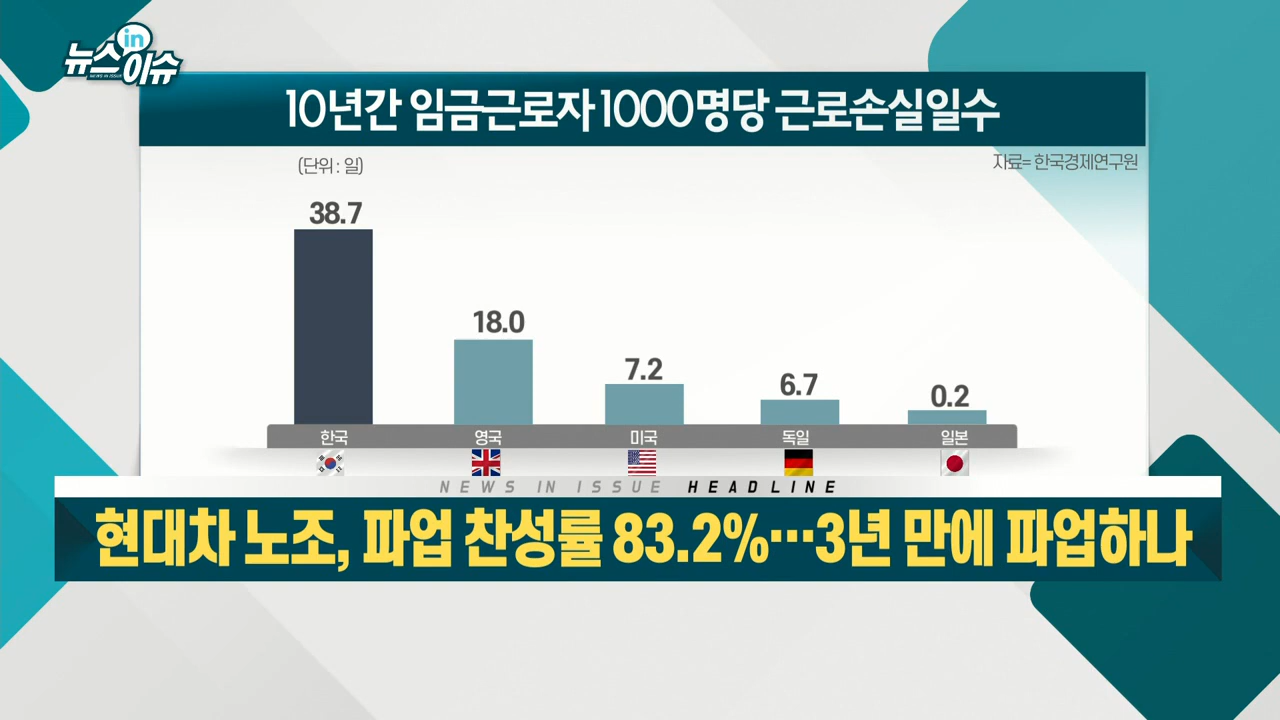 뉴스in이슈
NEWS IN ISSUE
10년간 임금근로자 1000명당 근로손실일수
(단위 : 일)
자료= 한국경제연구원
38.7
18.0
7.2
6.7
0.2
한국
영국
미국
독일
일본
NEWS IN ISSUE HEADLINE
현대차 노조, 파업 찬성률 83.2%…3년 만에 파업하나